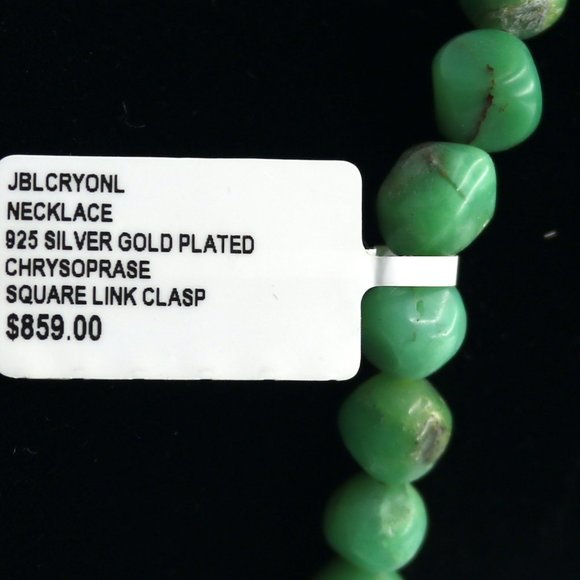 JBLCRYONL
NECKLACE
925 SILVER GOLD PLATED
CHRYSOPRASE
SQUARE LINK CLASP
$859.00